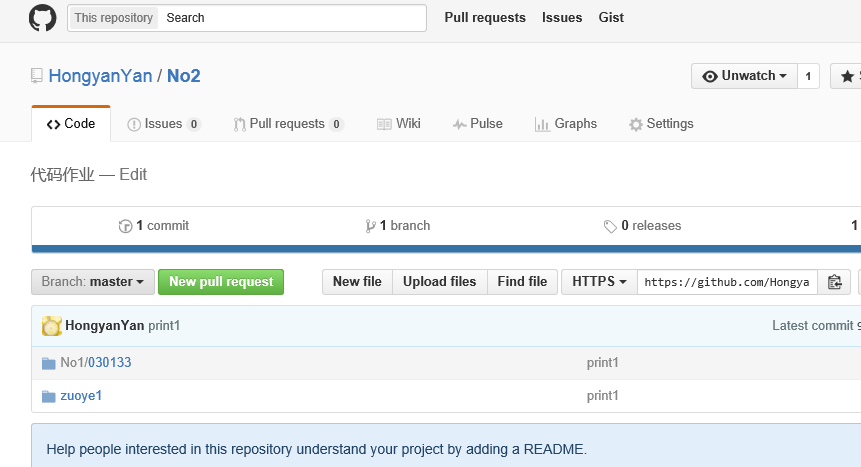 This repository Search Pull requests Issues Gist
HongyanYan / No2 Unwatch 1
Code Issues 0 Pull requests 0 Wiki Pulse Graphs Settings
代码作业 — Edit
1 commit 1 branch 0 releases 1
Branch: master New pull request New file Upload files Find file HTTPS https://github.com/Hongya
HongyanYan print1 Latest commit
No1/030133 print1
zuoye1 print1
Help people interested in this repository understand your project by adding a README.